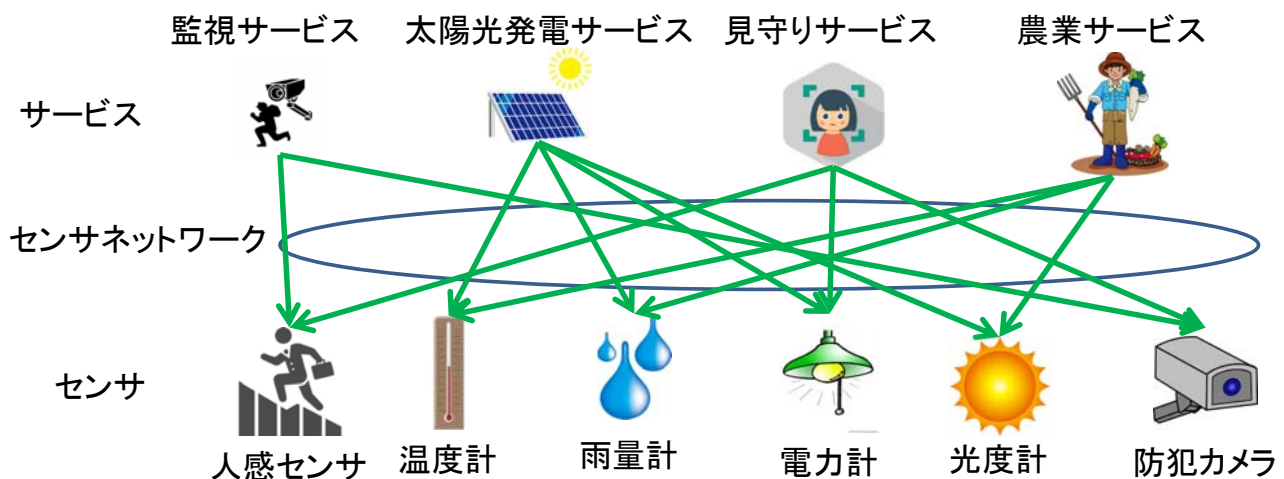 監視サービス
太陽光発電サービス
見守りサービス
農業サービス
サービス
センサネットワーク
センサ
人感センサ
温度計
雨量計
電力計
光度計
防犯カメラ